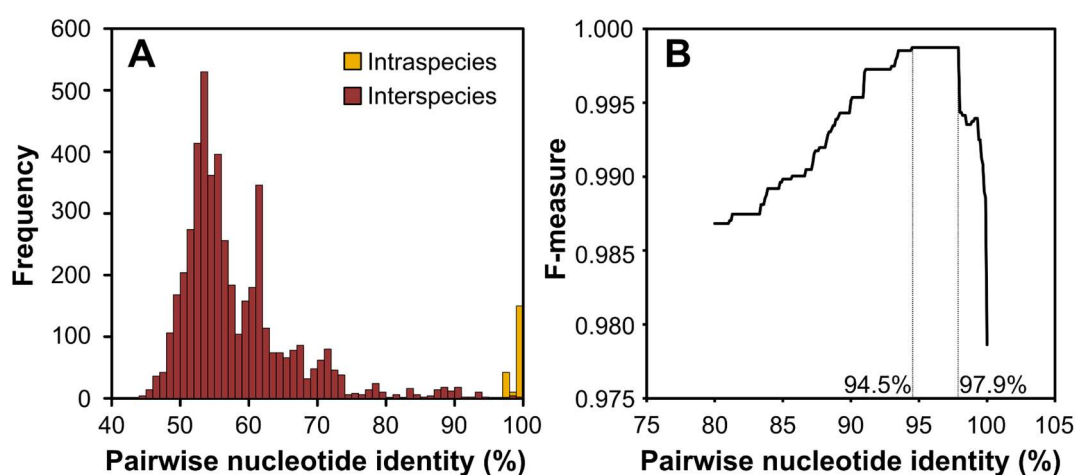 A
Intraspecies
Interspecies
Frequency
600
500
400
300
200
100
0
40 50 60 70 80 90 100
Pairwise nucleotide identity (%)
B
F-measure
1.000
0.995
0.990
0.985
0.980
0.975
94.5% 97.9%
75 80 85 90 95 100 105
Pairwise nucleotide identity (%)